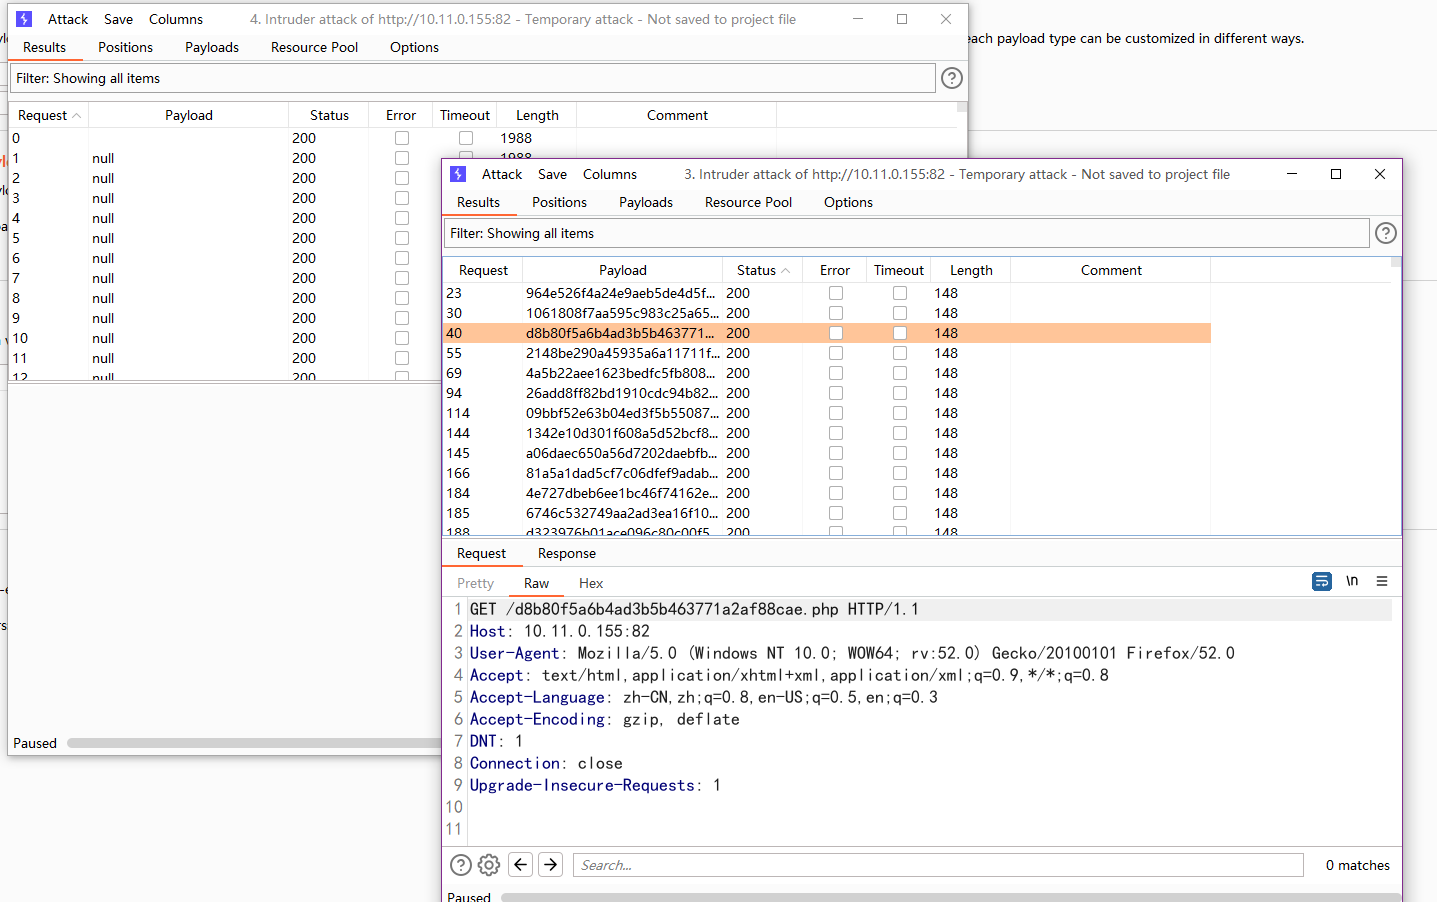 Attack Save Columns 4. Intruder attack of http://10.11.0.155:82 - Temporary attack - Not saved to project file
Results Positions Payloads Resource Pool Options
each payload type can be customized in different ways.
Filter: Showing all items
Request Payload Status Error Timeout Length Comment
0 200 1988
1 null 200 1988
2 null 200
3 null 200
4 null 200
5 null 200
6 null 200
7 null 200
8 null 200
9 null 200
10 null 200
11 null 200
12 null 200
Paused
Attack Save Columns 3. Intruder attack of http://10.11.0.155:82 - Temporary attack - Not saved to project file
Results Positions Payloads Resource Pool Options
Filter: Showing all items
Request Payload Status Error Timeout Length Comment
23 964e526f4a24e9aeb5de4d5f... 200 148
30 1061808f7aa595c983c25a65... 200 148
40 d8b80f5a6b4ad3b5b463771... 200 148
55 2148be290a45935a6a11711f... 200 148
69 4a5b22aee1623bedfc5fb808... 200 148
94 26add8ff82bd1910cdc94b82... 200 148
114 09bbf52e63b04ed3f5b55087... 200 148
144 1342e10d301f608a5d52bcf8... 200 148
145 a06daec650a56d7202daebfb... 200 148
166 81a5a1dad5cf7c06dfef9adab... 200 148
184 4e727dbeb6ee1bc46f74162e... 200 148
185 6746c532749aa2ad3ea16f10... 200 148
188 d323976b01ace096c80c00f5... 200 148
Request Response
Pretty Raw Hex \n
1 GET /d8b80f5a6b4ad3b5b463771a2af88cae.php HTTP/1.1
2 Host: 10.11.0.155:82
3 User-Agent: Mozilla/5.0 (Windows NT 10.0; WOW64; rv:52.0) Gecko/20100101 Firefox/52.0
4 Accept: text/html,application/xhtml+xml,application/xml;q=0.9,*/*;q=0.8
5 Accept-Language: zh-CN,zh;q=0.8,en-US;q=0.5,en;q=0.3
6 Accept-Encoding: gzip, deflate
7 DNT: 1
8 Connection: close
9 Upgrade-Insecure-Requests: 1
10
11
Search... 0 matches
Paused